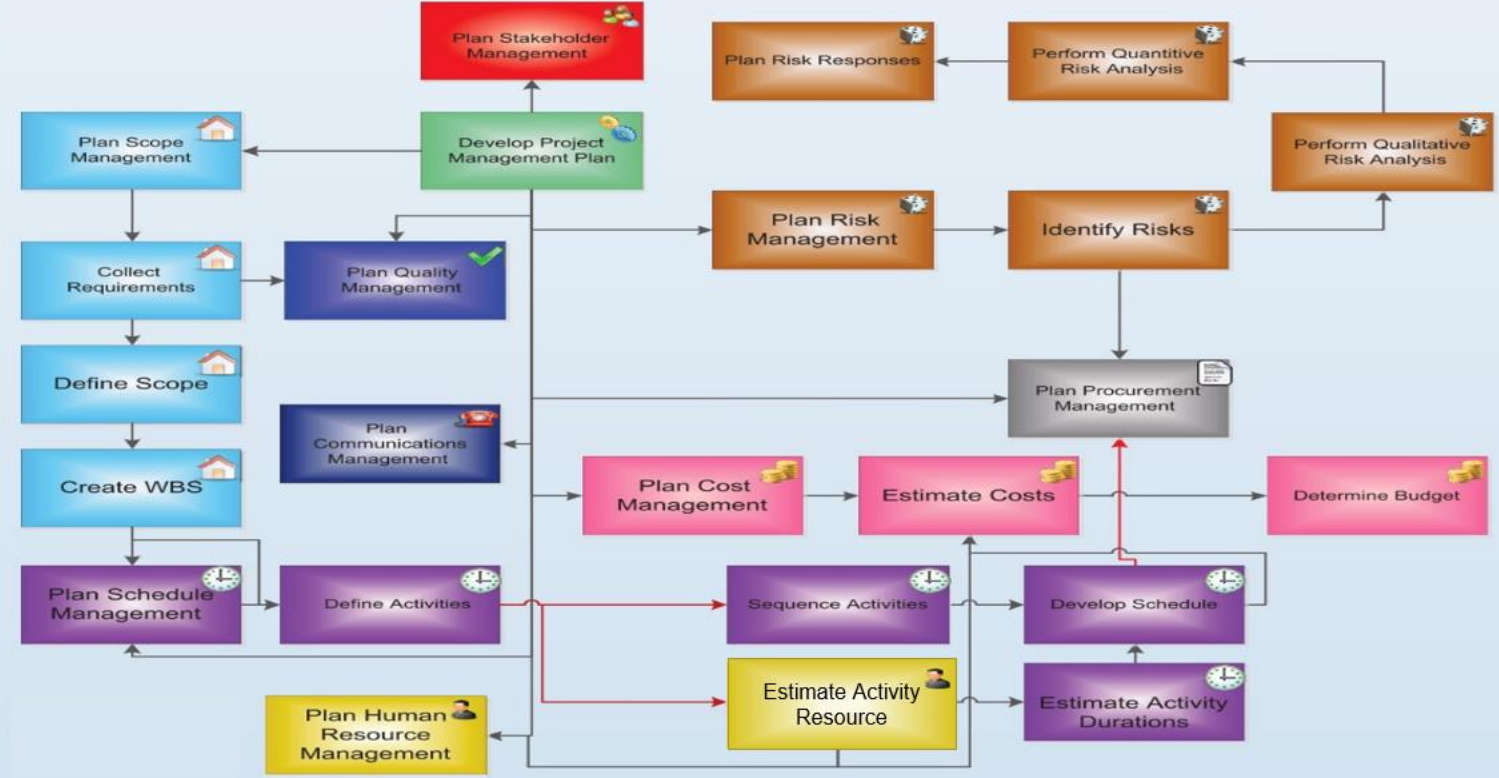 Plan Stakeholder
Management
Plan Risk Responses
Perform Quantitive
Risk Analysis
Plan Scope
Management
Develop Project
Management Plan
Perform Qualitative
Risk Analysis
Plan Risk
Management
Identify Risks
Collect
Requirements
Plan Quality
Management
Define Scope
Plan Procurement
Management
Plan
Communications
Management
Create WBS
Plan Cost
Management
Estimate Costs
Determine Budget
Plan Schedule
Management
Define Activities
Sequence Activities
Develop Schedule
Plan Human
Resource
Management
Estimate Activity
Resource
Estimate Activity
Durations